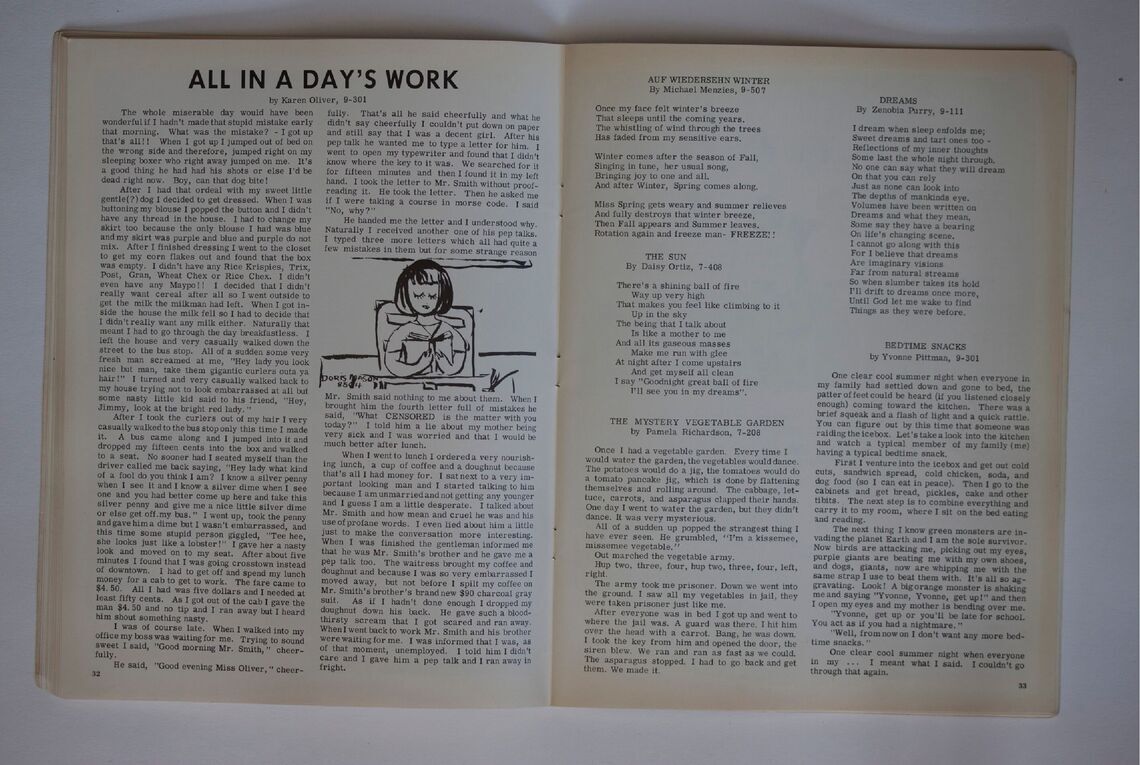 ALL IN A DAY'S WORK
by Karen Oliver, 9-301
The whole miserable day would have been
wonderful if I hadn't made that stupid mistake early
that morning. What was the mistake? - I got up
that's all!! When I got up I jumped out of bed on
the wrong side and therefore, jumped right on my
sleeping boxer who right away jumped on me. It's
a good thing he had had his shots or else I'd be
dead right now. Boy, can that dog bite!
After I had that ordeal with my sweet little
gentle(?) dog I decided to get dressed. When I was
buttoning my blouse I popped the button and I didn't
have any thread in the house. I had to change my
skirt too because the only blouse I had was blue
and my skirt was purple and blue and purple do not
mix. After I finished dressing I went to the closet
to get my corn flakes out and found that the box
was empty. I didn't have any Rice Krispies, Trix,
Post, Gran, Wheat Chex or Rice Chex. I didn't
even have any Maypo!! I decided that I didn't
really want cereal after all so I went outside to
get the milk the milkman had left. When I got in-
side the house the milk fell so I had to decide that
I didn't really want any milk either. Naturally that
meant I had to go through the day breakfastless. I
left the house and very casually walked down the
street to the bus stop. All of a sudden some very
fresh man screamed at me, "Hey lady you look
nice but man, take them gigantic curlers outa ya
hair!" I turned and very casually walked back to
my house trying not to look embarrassed at all but
some nasty little kid said to his friend, "Hey,
Jimmy, look at the bright red lady."
After I took the curlers out of my hair I very
casually walked to the bus stop only this time I made
it. A bus came along and I jumped into it and
dropped my fifteen cents into the box and walked
to a seat. No sooner had I seated myself than the
driver called me back saying, "Hey lady what kind
of a fool do you think I am? I know a silver penny
when I see it and I know a silver dime when I see
one and you had better come up here and take this
silver penny and give me a nice little silver dime
or else get off my bus." I went up, took the penny
and gave him a dime but I wasn't embarrassed, and
this time some stupid person giggled, "Tee hee,
she looks just like a lobster!" I gave her a nasty
look and moved on to my seat. After about five
minutes I found that I was going crosstown instead
of downtown. I had to get off and spend my lunch
money for a cab to get to work. The fare came to
$4.50. All I had was five dollars and I needed at
least fifty cents. As I got out of the cab I gave the
man $4.50 and no tip and I ran away but I heard
him shout something nasty.
I was of course late. When I walked into my
office my boss was waiting for me. Trying to sound
sweet I said, "Good morning Mr. Smith," cheer-
fully.
He said, "Good evening Miss Oliver," cheer-
32
fully. That's all he said cheerfully and what he
didn't say cheerfully I couldn't put down on paper
and still say that I was a decent girl. After his
pep talk he wanted me to type a letter for him. I
went to open my typewriter and found that I didn't
know where the key to it was. We searched for it
for fifteen minutes and then I found it in my left
hand. I took the letter to Mr. Smith without proof-
reading it. He took the letter. Then he asked me
if I were taking a course in morse code. I said
"No, why?"
He handed me the letter and I understood why.
Naturally I received another one of his pep talks.
I typed three more letters which all had quite a
few mistakes in them but for some strange reason
DORIS
Mr. Smith said nothing to me about them. When I
brought him the fourth letter full of mistakes he
said, "What CENSORED is the matter with you
today?" I told him a lie about my mother being
very sick and I was worried and that I would be
much better after lunch.
When I went to lunch I ordered a very nourish-
ing lunch, a cup of coffee and a doughnut because
that's all I had money for. I sat next to a very im-
portant looking man and I started talking to him
because I am unmarried and not getting any younger
and I guess I am a little desperate. I talked about
Mr. Smith and how mean and cruel he was and his
use of profane words. I even lied about him a little
just to make the conversation more interesting.
When I was finished the gentleman informed me
that he was Mr. Smith's brother and he gave me a
pep talk too. The waitress brought my coffee and
doughnut and because I was so very embarrassed I
moved away, but not before I spilt my coffee on
Mr. Smith's brother's brand new $90 charcoal gray
suit. As if I hadn't done enough I dropped my
doughnut down his back. He gave such a blood-
thirsty scream that I got scared and ran away.
When I went back to work Mr. Smith and his brother
were waiting for me. I was informed that I was, as
of that moment, unemployed. I told him I didn't
care and I gave him a pep talk and I ran away in
fright.
AUF WIEDERSEHN WINTER
By Michael Menzies, 9-507
Once my face felt winter's breeze
That sleeps until the coming years.
The whistling of wind through the trees
Has faded from my sensitive ears.
Winter comes after the season of Fall,
Singing in tune, her usual song,
Bringing joy to one and all.
And after Winter, Spring comes along.
Miss Spring gets weary and summer relieves
And fully destroys that winter breeze,
Then Fall appears and Summer leaves.
Rotation again and freeze man- FREEZE!!
THE SUN
By Daisy Ortiz, 7-408
There's a shining ball of fire
Way up very high
That makes you feel like climbing to it
Up in the sky
The being that I talk about
Is like a mother to me
And all its gaseous masses
Make me run with glee
At night after I come upstairs
And get myself all clean
I say "Goodnight great ball of fire
I'll see you in my dreams".
THE MYSTERY VEGETABLE GARDEN
by Pamela Richardson, 7-208
Once I had a vegetable garden. Every time I
would water the garden, the vegetables would dance.
The potatoes would do a jig, the tomatoes would do
a tomato pancake jig, which is done by flattening
themselves and rolling around. The cabbage, let-
tuce, carrots, and asparagus clapped their hands.
One day I went to water the garden, but they didn't
dance. It was very mysterious.
All of a sudden up popped the strangest thing I
have ever seen. He grumbled, "I'm a kissemee,
missemee vegetable."
Out marched the vegetable army.
Hup two, three, four, hup two, three, four, left,
right.
The army took me prisoner. Down we went into
the ground. I saw all my vegetables in jail, they
were taken prisoner just like me.
After everyone was in bed I got up and went to
where the jail was. A guard was there. I hit him
over the head with a carrot. Bang, he was down.
I took the key from him and opened the door, the
siren blew. We ran and ran as fast as we could.
The asparagus stopped. I had to go back and get
them. We made it.
DREAMS
By Zenobia Purry, 9-111
I dream when sleep enfolds me;
Sweet dreams and tart ones too -
Reflections of my inner thoughts
Some last the whole night through.
No one can say what they will dream
On that you can rely
Just as none can look into
The depths of mankinds eye.
Volumes have been written on
Dreams and what they mean,
Some say they have a bearing
On life's changing scene.
I cannot go along with this
For I believe that dreams
Are imaginary visions
Far from natural streams
So when slumber takes its hold
I'll drift to dreams once more,
Until God let me wake to find
Things as they were before.
BEDTIME SNACKS
by Yvonne Pittman, 9-301
One clear cool summer night when everyone in
my family had settled down and gone to bed, the
patter of feet could be heard (if you listened closely
enough) coming toward the kitchen. There was a
brief squeak and a flash of light and a quick rattle.
You can figure out by this time that someone was
raiding the icebox. Let's take a look into the kitchen
and watch a typical member of my family (me)
having a typical bedtime snack.
First I venture into the icebox and get out cold
cuts, sandwich spread, cold chicken, soda, and
dog food (so I can eat in peace). Then I go to the
cabinets and get bread, pickles, cake and other
tibits. The next step is to combine everything and
carry it to my room, where I sit on the bed eating
and reading.
The next thing I know green monsters are in-
vading the planet Earth and I am the sole survivor.
Now birds are attacking me, picking out my eyes,
purple giants are beating me with my own shoes,
and dogs, giants, now are whipping me with the
same strap I use to beat them with. It's all so ag-
gravating. Look! A big orange monster is shaking
me and saying "Yvonne, Yvonne, get up!" and then
I open my eyes and my mother is bending over me.
"Yvonne, get up or you'll be late for school.
You act as if you had a nightmare."
"Well, from now on I don't want any more bed-
time snacks."
One clear cool summer night when everyone
in my ... I meant what I said. I couldn't go
through that again.
33